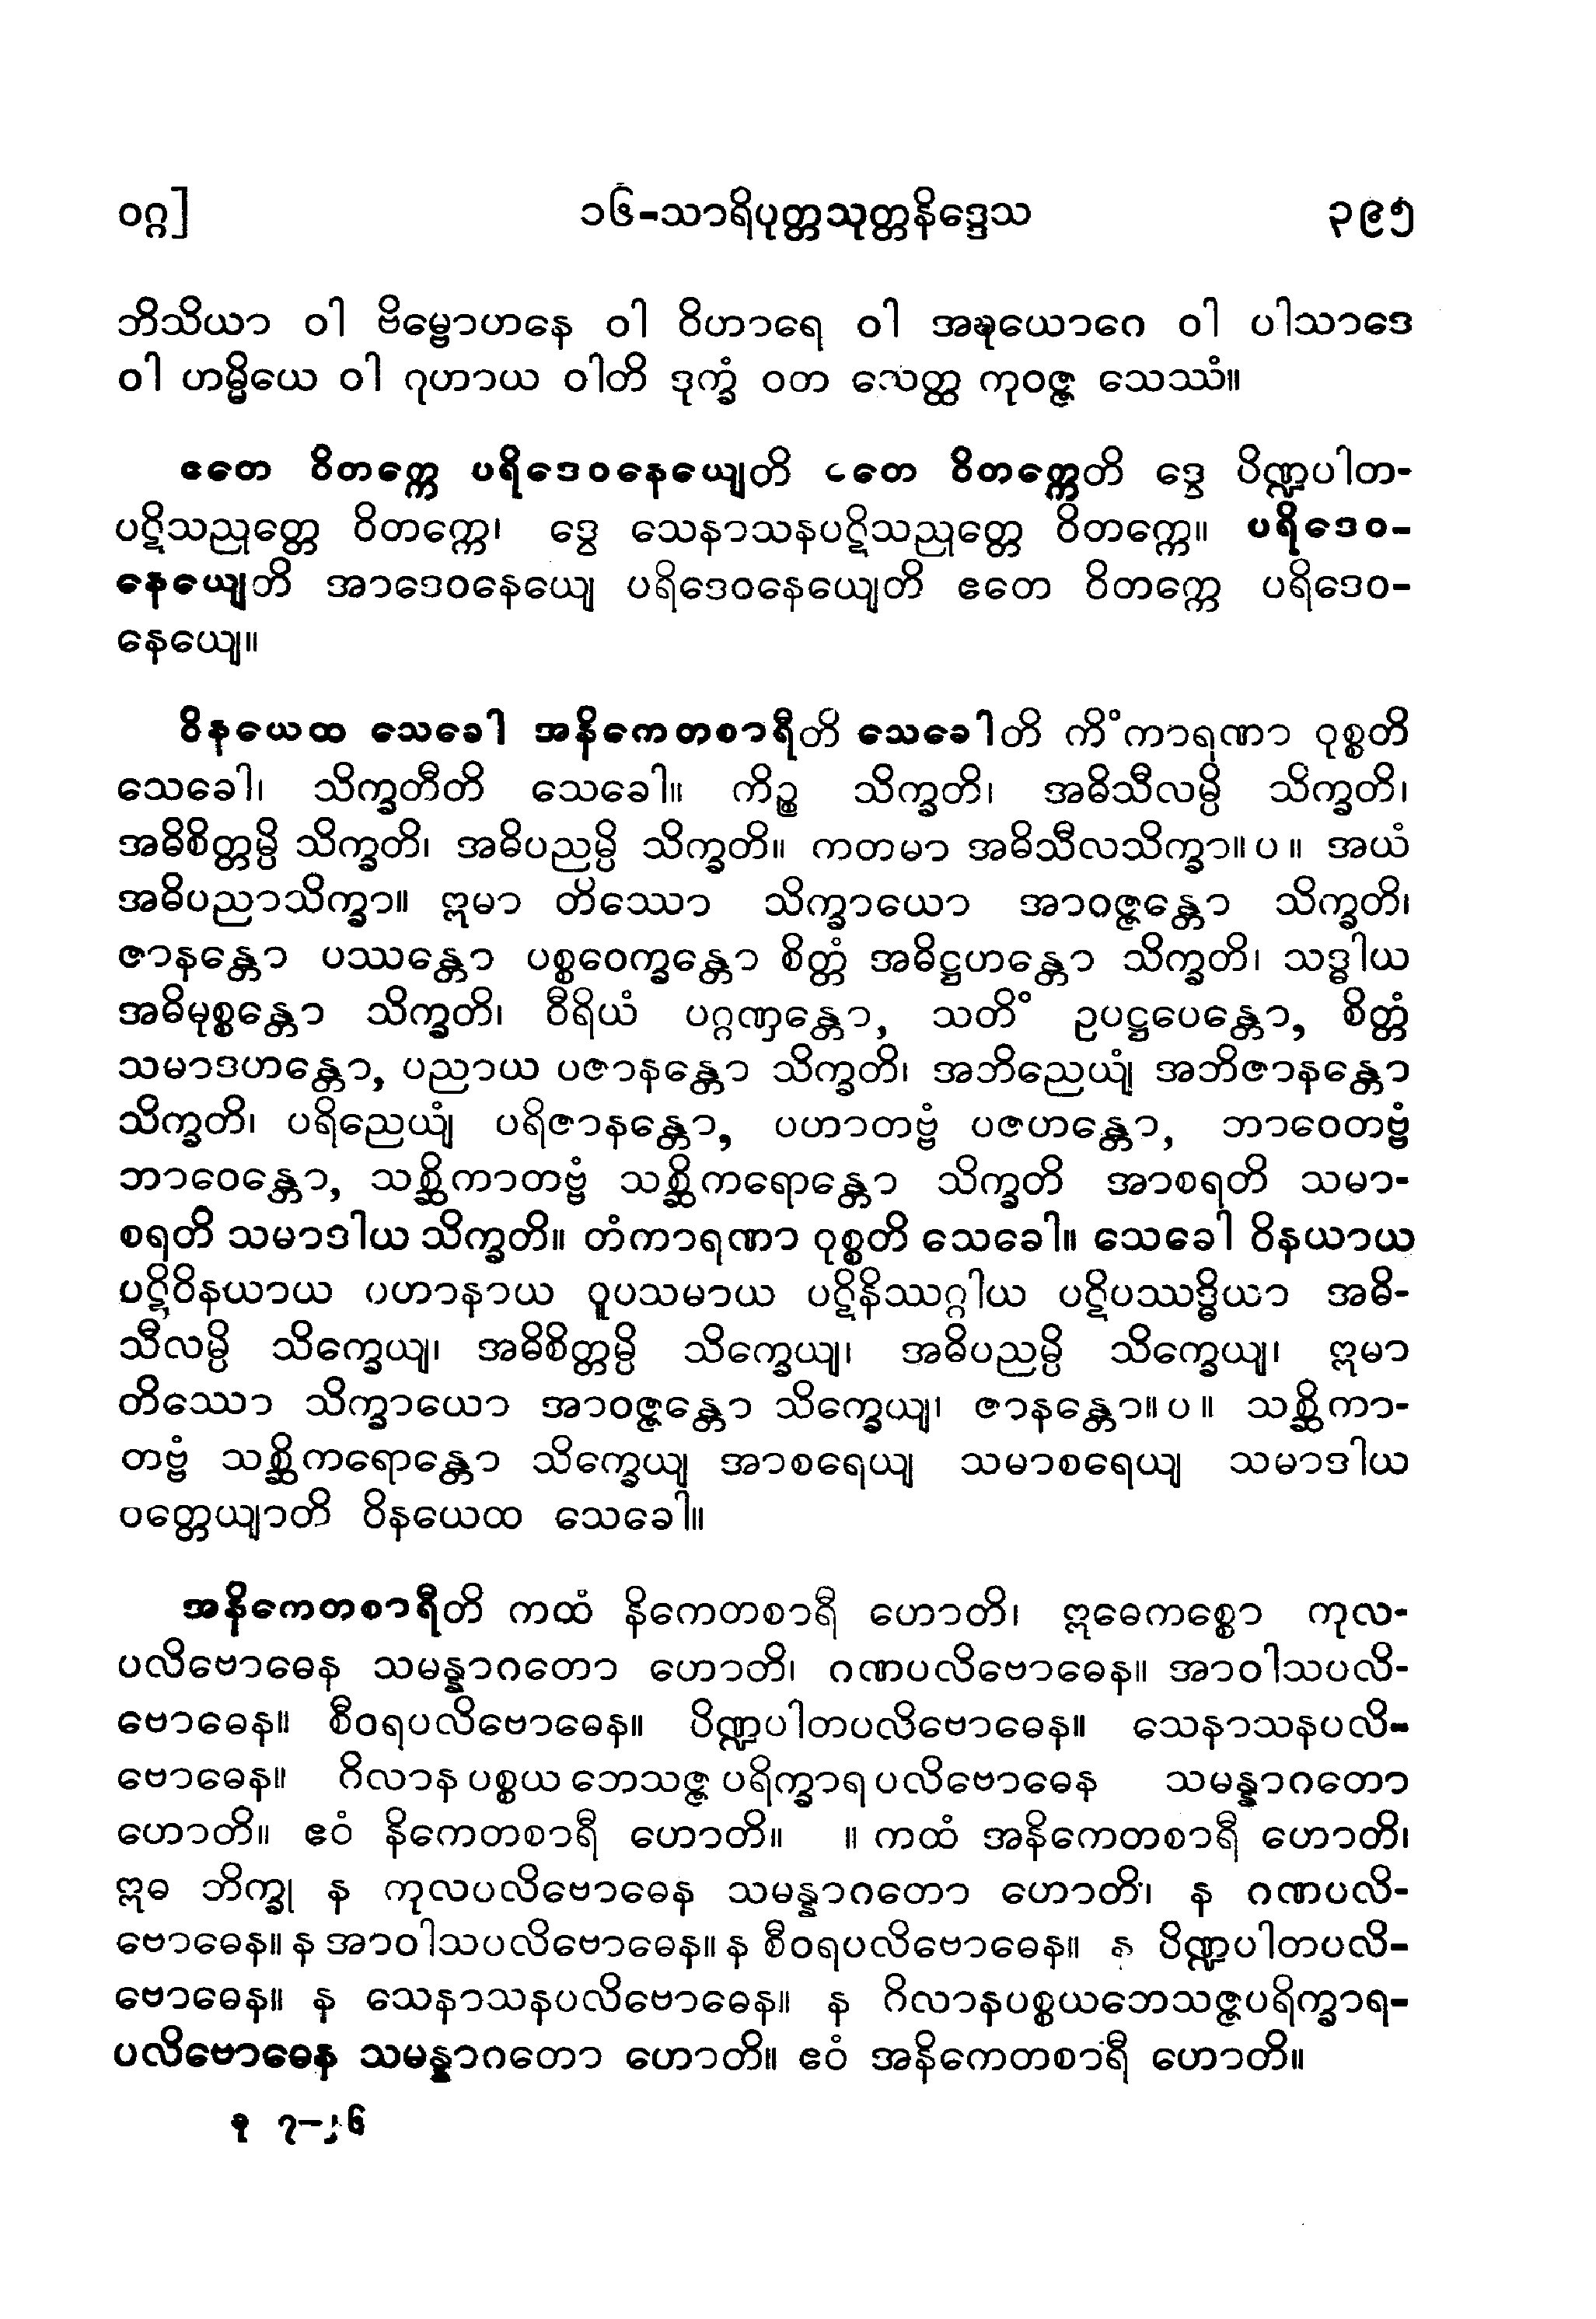 ဝဂ္ဂ]
၁၆-သာရိပုတ္တသုတ္တနိဒ္ဒေသ
၃၉၅
ဘိသိယာ ဝါ ဗိမ္ဗောဟနေ ဝါ ဝိဟာရေ ဝါ အဍ္ဎယောဂေ ဝါ ပါသာဒေ
ဝါ ဟမ္မိယေ ဝါ ဂုဟာယ ဝါတိ ဒုက္ခံ ဝတ သေတ္ထ ကုဝဇ္ဇ သေဿံ။
ဧတေ ဝိတက္ကေ ပရိဒေဝနေယျေတိ ဧတေ ဝိတက္ကေတိ ဒွေ ပိဏ္ဍပါတ-
ပဋိသညုတ္တေ ဝိတက္ကေ၊ ဒွေ သေနာသနပဋိသညုတ္တေ ဝိတက္ကေ။ ပရိဒေဝ-
နေယျေတိ အာဒေဝနေယျေ ပရိဒေဝနေယျေတိ ဧတေ ဝိတက္ကေ ပရိဒေဝ-
နေယျေ။
ဝိနယေထ သေခေါ အနိကေတစာရီတိ သေခေါတိ ကိံကာရဏာ ဝုစ္စတိ
သေခေါ၊ သိက္ခတီတိ သေခေါ။ ကိဉ္စ သိက္ခတိ၊ အဓိသီလမ္ပိ သိက္ခတိ၊
အဓိစိတ္တမ္ပိ သိက္ခတိ၊ အဓိပညမ္ပိ သိက္ခတိ။ ကတမာ အဓိသီလသိက္ခာ။ပ။ အယံ
အဓိပညာသိက္ခာ။ ဣမာ တိဿော သိက္ခာယော အာဝဇ္ဇန္တော သိက္ခတိ၊
ဇာနန္တော ပဿန္တော ပစ္စဝေက္ခန္တော စိတ္တံ အဓိဋ္ဌဟန္တော သိက္ခတိ၊ သဒ္ဓါယ
အဓိမုစ္စန္တော သိက္ခတိ၊ ဝီရိယံ ပဂ္ဂဏှန္တော, သတိံ ဥပဋ္ဌပေန္တော, စိတ္တံ
သမာဒဟန္တော, ပညာယ ပဇာနန္တော သိက္ခတိ၊ အဘိညေယျံ အဘိဇာနန္တော
သိက္ခတိ၊ ပရိညေယျံ ပရိဇာနန္တော, ပဟာတဗ္ဗံ ပဇဟန္တော, ဘာဝေတဗ္ဗံ
ဘာဝေန္တော, သစ္ဆိကာတဗ္ဗံ သစ္ဆိကရောန္တော သိက္ခတိ အာစရတိ သမာ-
စရတိ သမာဒါယ သိက္ခတိ။ တံကာရဏာ ဝုစ္စတိ သေခေါ။ သေခေါ ဝိနယာယ
ပဋိဝိနယာယ ပဟာနာယ ဝူပသမာယ ပဋိနိဿဂ္ဂါယ ပဋိပဿဒ္ဓိယာ အဓိ-
သီလမ္ပိ သိက္ခေယျ၊ အဓိစိတ္တမ္ပိ သိက္ခေယျ၊ အဓိပညမ္ပိ သိက္ခေယျ၊ ဣမာ
တိဿော သိက္ခာယော အာဝဇ္ဇန္တော သိက္ခေယျ၊ ဇာနန္တော။ပ။ သစ္ဆိကာ-
တဗ္ဗံ သစ္ဆိကရောန္တော သိက္ခေယျ အာစရေယျ သမာစရေယျ သမာဒါယ
ဝတ္တေယျာတိ ဝိနယေထ သေခေါ။
အနိကေတစာရီတိ ကထံ နိကေတစာရီ ဟောတိ၊ ဣဓေကစ္စော ကုလ-
ပလိဗောဓေန သမန္နာဂတော ဟောတိ၊ ဂဏပလိဗောဓေန။ အာဝါသပလိ-
ဗောဓေန။ စီဝရပလိဗောဓေန။ ပိဏ္ဍပါတပလိဗောဓေန။ သေနာသနပလိ-
ဗောဓေန။ ဂိလာန ပစ္စယ ဘေသဇ္ဇ ပရိက္ခာရ ပလိဗောဓေန သမန္နာဂတော
ဟောတိ။ ဧဝံ နိကေတစာရီ ဟောတိ။ ။ ကထံ အနိကေတစာရီ ဟောတိ၊
ဣဓ ဘိက္ခု န ကုလပလိဗောဓေန သမန္နာဂတော ဟောတိ၊ န ဂဏပလိ-
ဗောဓေန။ န အာဝါသပလိဗောဓေန။ န စီဝရပလိဗောဓေန။ န ပိဏ္ဍပါတပလိ-
ဗောဓေန။ န သေနာသနပလိဗောဓေန။ န ဂိလာနပစ္စယဘေသဇ္ဇပရိက္ခာရ-
ပလိဗောဓေန သမန္နာဂတော ဟောတိ။ ဧဝံ အနိကေတစာရီ ဟောတိ။
နု ၇-၂၆